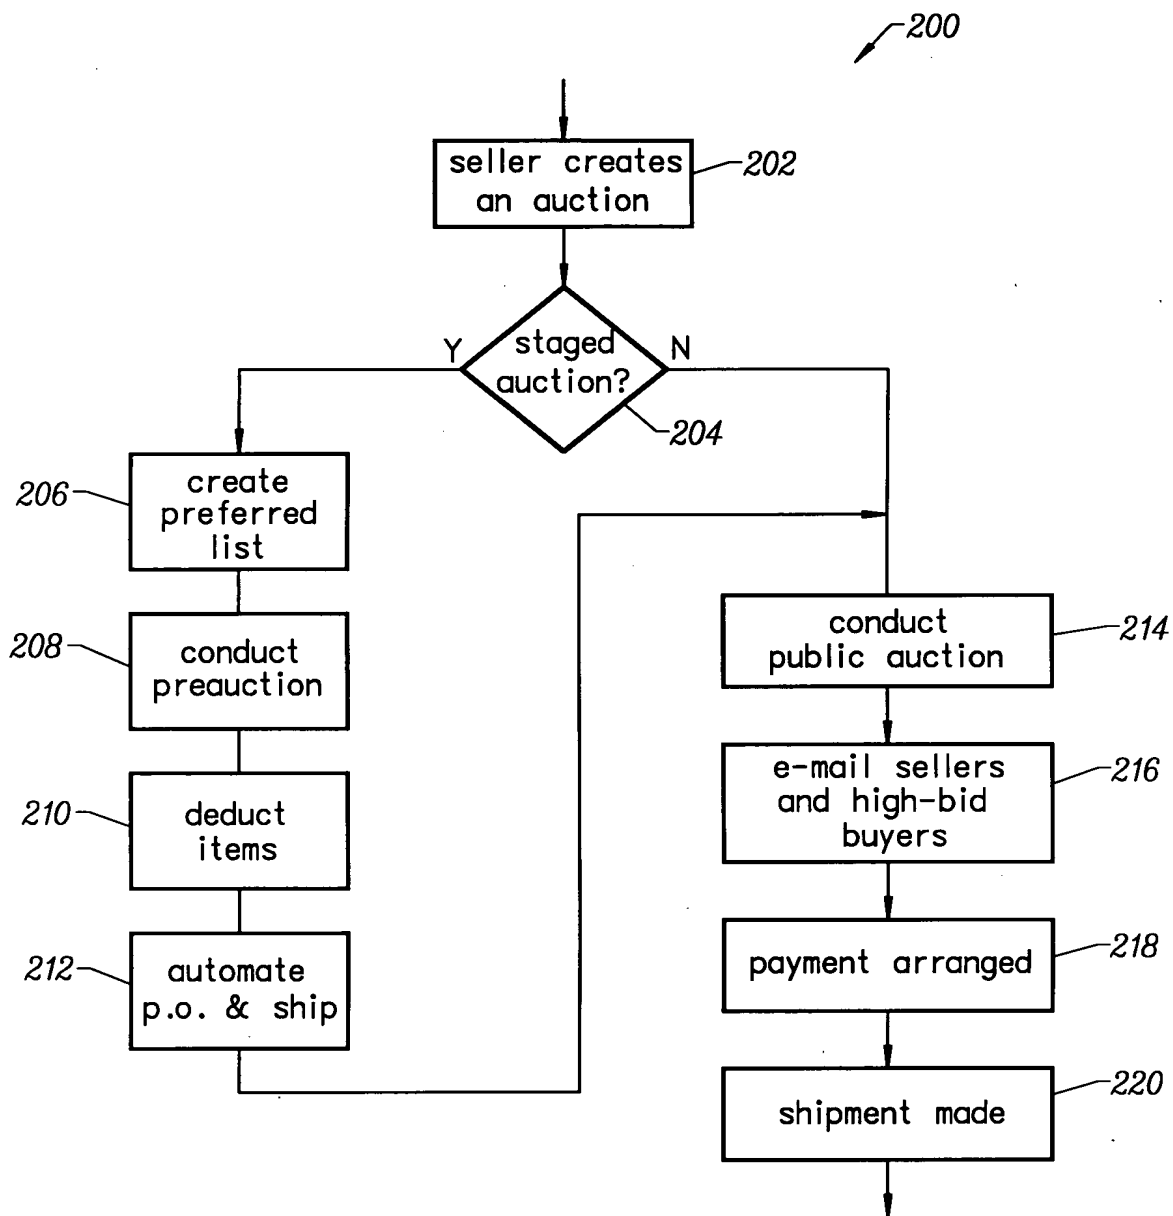 200
seller creates
an auction
202
staged
auction?
Y
N
204
create
preferred
list
206
conduct
preauction
208
deduct
items
210
automate
p.o. & ship
212
conduct
public auction
214
e-mail sellers
and high-bid
buyers
216
payment arranged
218
shipment made
220